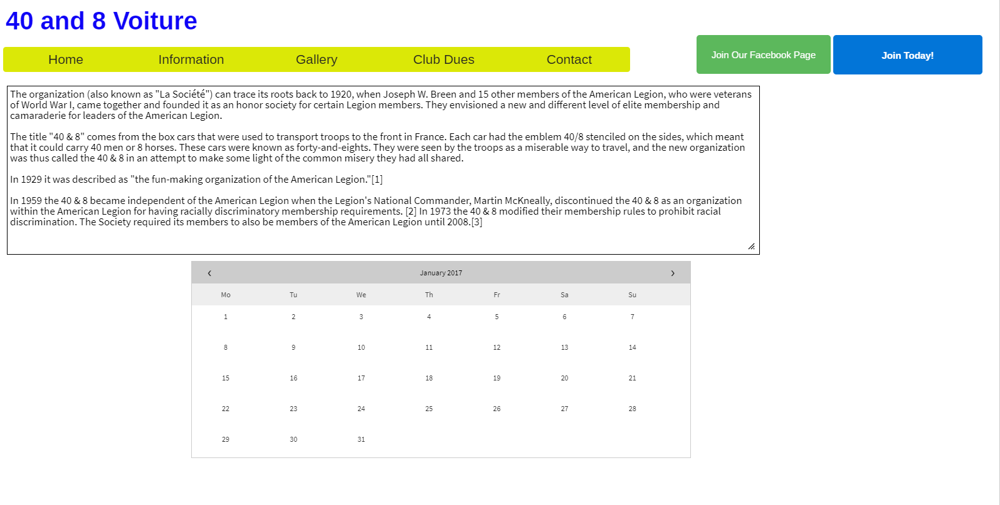 40 and 8 Voiture
Home Information Gallery Club Dues Contact
Join Our Facebook Page
Join Today!
The organization (also known as "La Société") can trace its roots back to 1920, when Joseph W. Breen and 15 other members of the American Legion, who were veterans
of World War I, came together and founded it as an honor society for certain Legion members. They envisioned a new and different level of elite membership and
camaraderie for leaders of the American Legion.
The title "40 & 8" comes from the box cars that were used to transport troops to the front in France. Each car had the emblem 40/8 stenciled on the sides, which meant
that it could carry 40 men or 8 horses. These cars were known as forty-and-eights. They were seen by the troops as a miserable way to travel, and the new organization
was thus called the 40 & 8 in an attempt to make some light of the common misery they had all shared.
In 1929 it was described as "the fun-making organization of the American Legion."[1]
In 1959 the 40 & 8 became independent of the American Legion when the Legion's National Commander, Martin McKneally, discontinued the 40 & 8 as an organization
within the American Legion for having racially discriminatory membership requirements. [2] In 1973 the 40 & 8 modified their membership rules to prohibit racial
discrimination. The Society required its members to also be members of the American Legion until 2008.[3]
‹ January 2017 ›
Mo Tu We Th Fr Sa Su
1 2 3 4 5 6 7
8 9 10 11 12 13 14
15 16 17 18 19 20 21
22 23 24 25 26 27 28
29 30 31